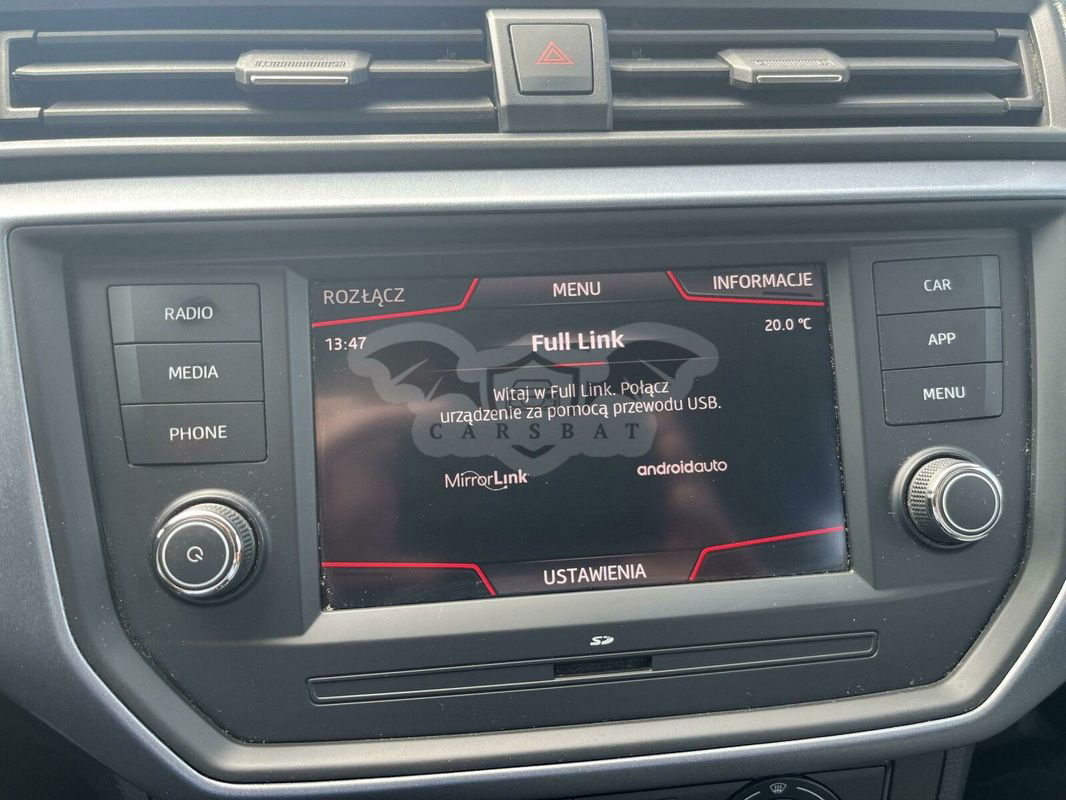 ROZŁĄCZ
MENU
INFORMACJE
RADIO
CAR
13:47
Full Link
20.0 °C
APP
MEDIA
Witaj w Full Link. Połącz
urządzenie za pomocą przewodu USB.
MENU
PHONE
CARSBAT
MirrorLink
androidauto
USTAWIENIA
SD